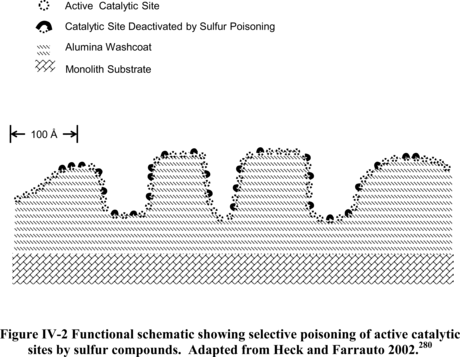 Active Catalytic Site
Catalytic Site Deactivated by Sulfur Poisoning
Alumina Washcoat
Monolith Substrate
100 Å
Figure IV-2 Functional schematic showing selective poisoning of active catalytic
sites by sulfur compounds. Adapted from Heck and Farrauto 2002.280